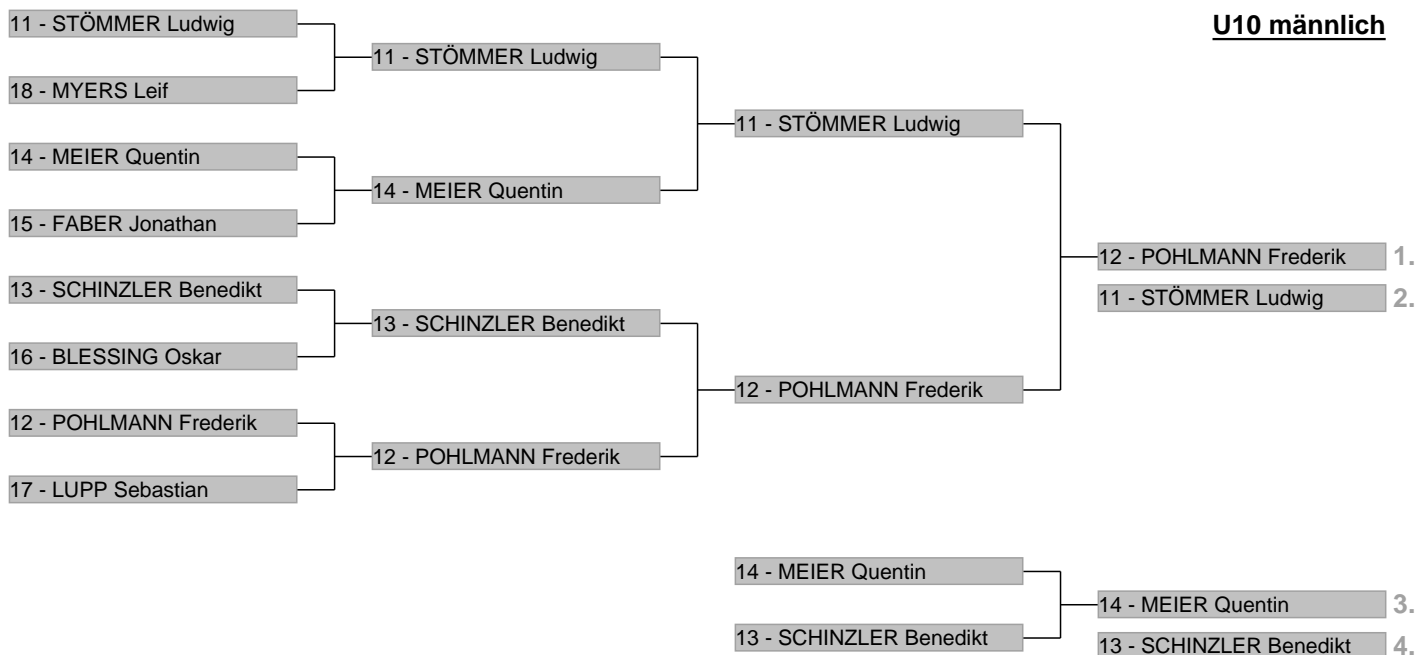 U10 männlich
11 - STÖMMER Ludwig
18 - MYERS Leif
14 - MEIER Quentin
15 - FABER Jonathan
13 - SCHINZLER Benedikt
16 - BLESSING Oskar
12 - POHLMANN Frederik
17 - LUPP Sebastian
11 - STÖMMER Ludwig
14 - MEIER Quentin
13 - SCHINZLER Benedikt
12 - POHLMANN Frederik
11 - STÖMMER Ludwig
12 - POHLMANN Frederik
12 - POHLMANN Frederik 1.
11 - STÖMMER Ludwig 2.
14 - MEIER Quentin
13 - SCHINZLER Benedikt
14 - MEIER Quentin 3.
13 - SCHINZLER Benedikt 4.